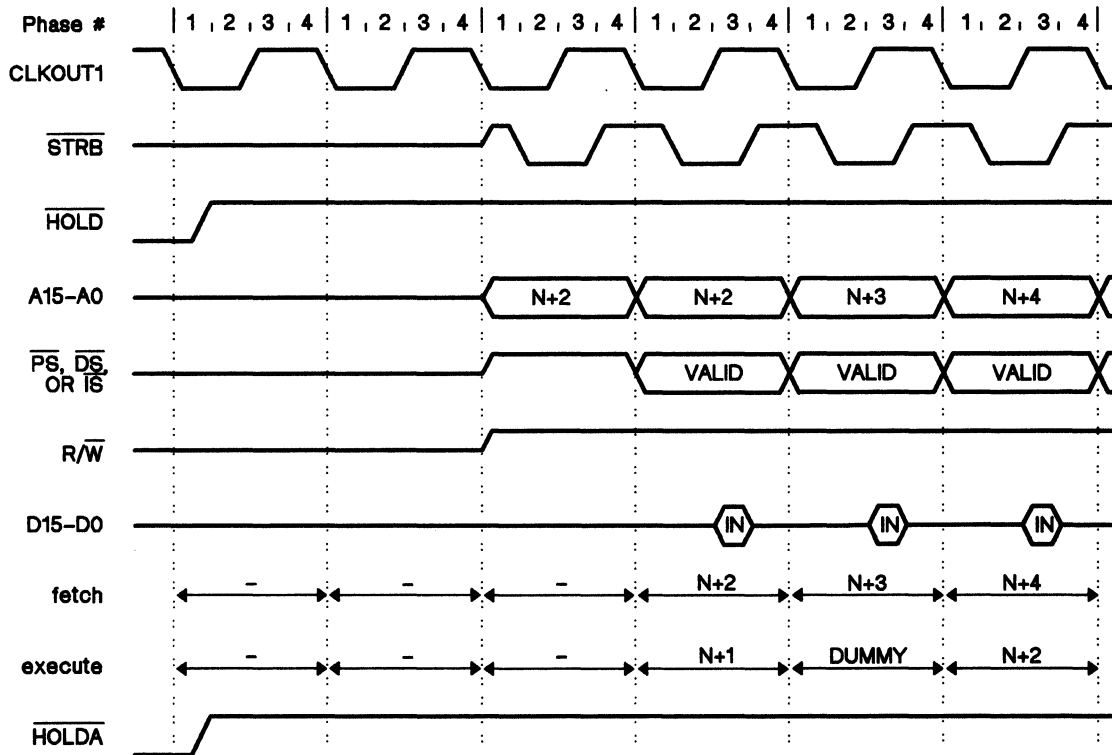 Phase # 1 2 3 4 1 2 3 4 1 2 3 4 1 2 3 4 1 2 3 4 1 2 3 4
CLKOUT1
STRB
HOLD
A15-A0 N+2 N+2 N+3 N+4
PS, DS,
OR IS VALID VALID VALID
R/W
D15-D0 IN IN IN
fetch - - - N+2 N+3 N+4
execute - - - N+1 DUMMY N+2
HOLDA